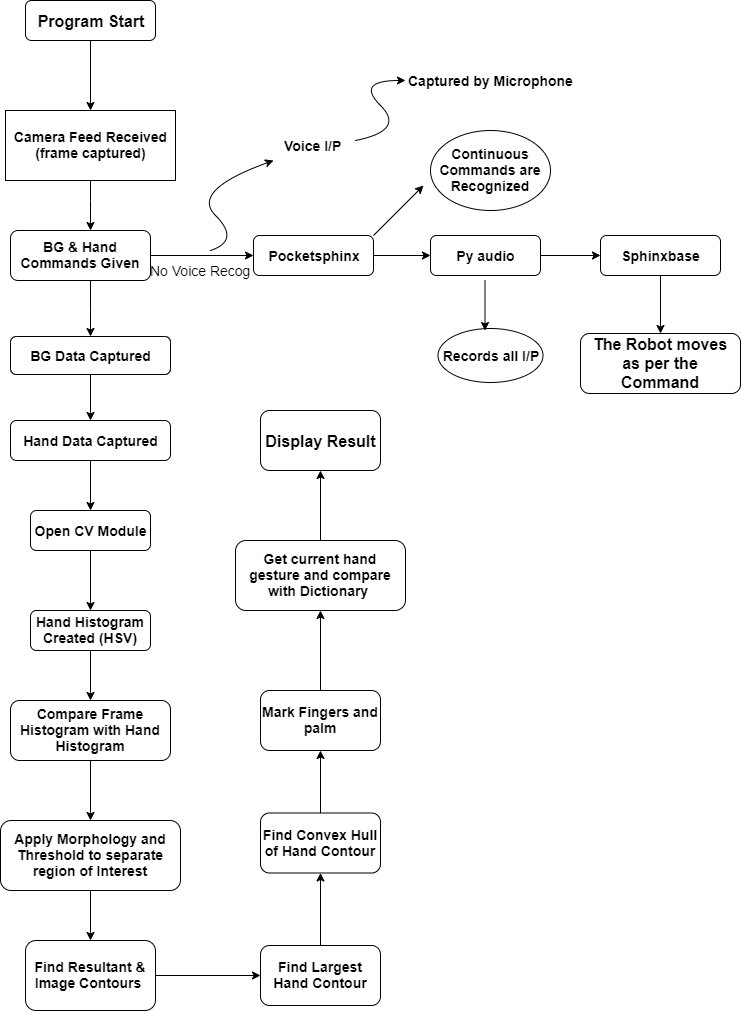 Program Start
Captured by Microphone
Camera Feed Received
(frame captured)
Voice I/P
Continuous
Commands are
Recognized
BG & Hand
Commands Given
No Voice Recog
Pocketsphinx
Py audio
Sphinxbase
BG Data Captured
Records all I/P
The Robot moves
as per the
Command
Hand Data Captured
Display Result
Open CV Module
Get current hand
gesture and compare
with Dictionary
Hand Histogram
Created (HSV)
Compare Frame
Histogram with Hand
Histogram
Mark Fingers and
palm
Apply Morphology and
Threshold to separate
region of Interest
Find Convex Hull
of Hand Contour
Find Resultant &
Image Contours
Find Largest
Hand Contour